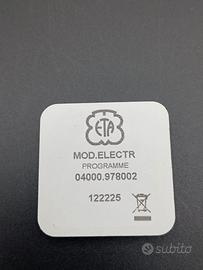 ETA
MOD.ELECTR
PROGRAMME
04000.978002
122225
subito